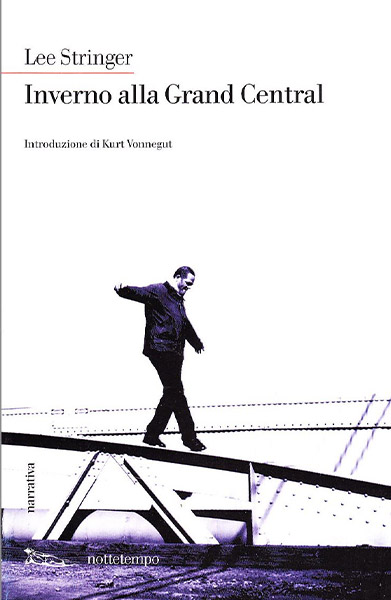 Lee Stringer
Inverno alla Grand Central
Introduzione di Kurt Vonnegut
narrativa
nottetempo